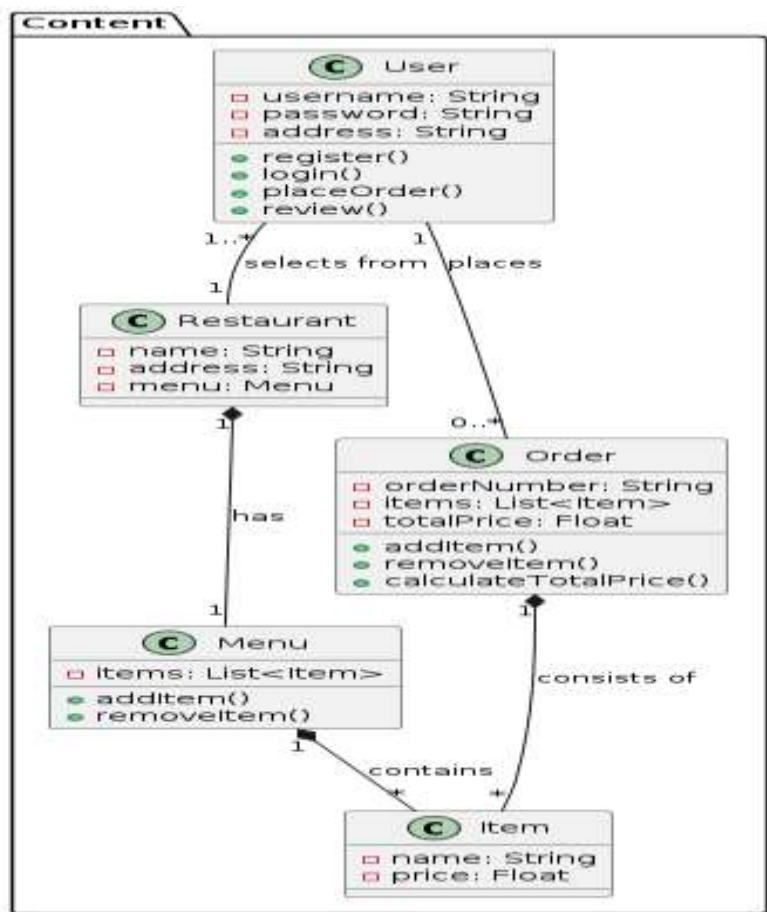 Content
C User
username: String
password: String
address: String
register()
login()
placeOrder()
review()
1..*
1
selects from
places
1
C Restaurant
name: String
address: String
menu: Menu
0..*
1
C Order
orderNumber: String
items: List<Item>
totalPrice: Float
addItem()
removeItem()
calculateTotalPrice()
has
1
1
C Menu
items: List<Item>
addItem()
removeItem()
consists of
1
contains
*
*
C Item
name: String
price: Float